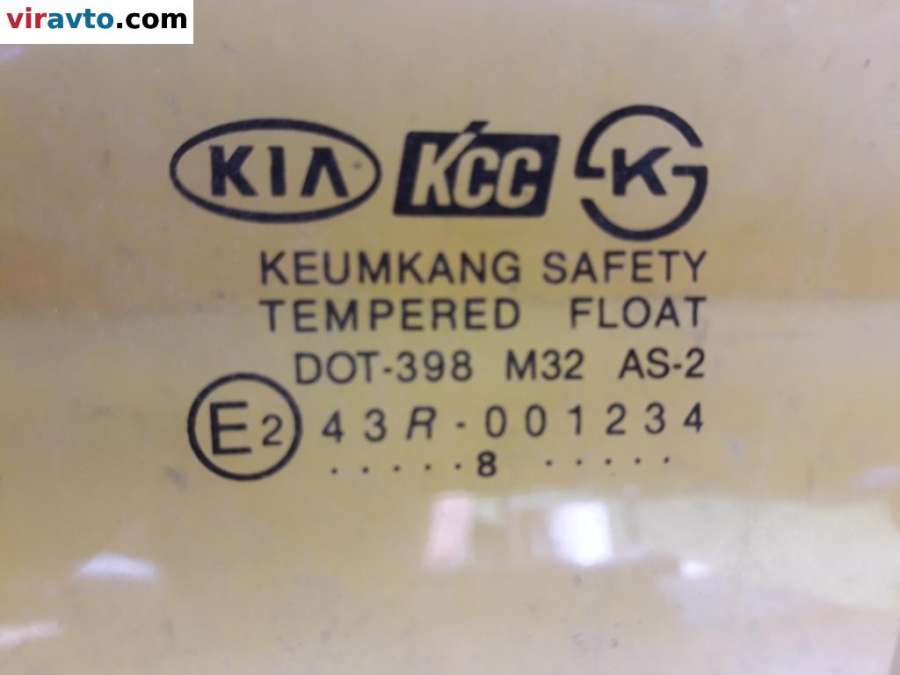 viravto.com
KIA KCC K
KEUMKANG SAFETY
TEMPERED FLOAT
DOT-398 M32 AS-2
E2 43R-001234
.....8.....